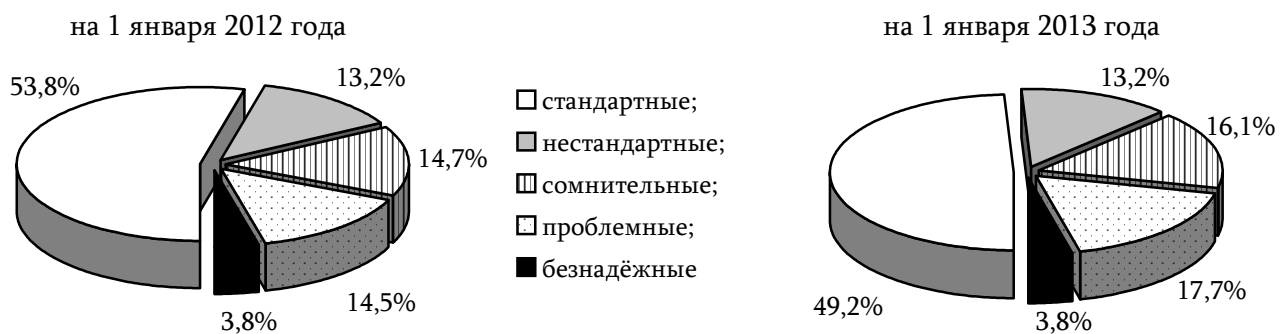 на 1 января 2012 года
53,8%
13,2%
14,7%
14,5%
3,8%
стандартные;
нестандартные;
сомнительные;
проблемные;
безнадёжные
на 1 января 2013 года
13,2%
16,1%
17,7%
3,8%
49,2%